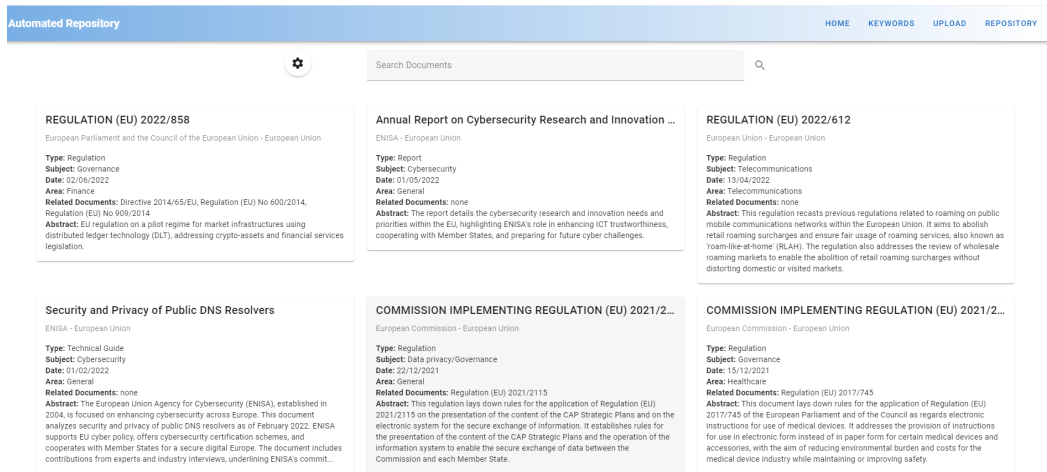 Automated Repository
HOME KEYWORDS UPLOAD REPOSITORY
Search Documents
REGULATION (EU) 2022/858
European Parliament and the Council of the European Union - European Union
Type: Regulation
Subject: Governance
Date: 02/06/2022
Area: Finance
Related Documents: Directive 2014/65/EU, Regulation (EU) No 600/2014,
Regulation (EU) No 909/2014
Abstract: EU regulation on a pilot regime for market infrastructures using
distributed ledger technology (DLT), addressing crypto-assets and financial services
legislation.
Annual Report on Cybersecurity Research and Innovation ...
ENISA - European Union
Type: Report
Subject: Cybersecurity
Date: 01/05/2022
Area: General
Related Documents: none
Abstract: The report details the cybersecurity research and innovation needs and
priorities within the EU, highlighting ENISA's role in enhancing ICT trustworthiness,
cooperating with Member States, and preparing for future cyber challenges.
REGULATION (EU) 2022/612
European Union - European Union
Type: Regulation
Subject: Telecommunications
Date: 13/04/2022
Area: Telecommunications
Related Documents: none
Abstract: This regulation recasts previous regulations related to roaming on public
mobile communications networks within the European Union. It aims to abolish
retail roaming surcharges and ensure fair usage of roaming services, also known as
'roam-like-at-home' (RLAH). The regulation also addresses the review of wholesale
roaming markets to enable the abolition of retail roaming surcharges without
distorting domestic or visited markets.
Security and Privacy of Public DNS Resolvers
ENISA - European Union
Type: Technical Guide
Subject: Cybersecurity
Date: 01/02/2022
Area: General
Related Documents: none
Abstract: The European Union Agency for Cybersecurity (ENISA), established in
2004, is focused on enhancing cybersecurity across Europe. This document
analyzes security and privacy of public DNS resolvers as of February 2022. ENISA
supports EU cyber policy, offers cybersecurity certification schemes, and
cooperates with Member States for a secure digital Europe. The document includes
contributions from experts and industry interviews, underlining ENISA's commit...
COMMISSION IMPLEMENTING REGULATION (EU) 2021/2...
European Commission - European Union
Type: Regulation
Subject: Data privacy/Governance
Date: 22/12/2021
Area: General
Related Documents: Regulation (EU) 2021/2115
Abstract: This regulation lays down rules for the application of Regulation (EU)
2021/2115 on the presentation of the content of the CAP Strategic Plans and on the
electronic system for the secure exchange of information. It establishes rules for
the presentation of the content of the CAP Strategic Plans and the operation of the
information system to enable the secure exchange of data between the
Commission and each Member State.
COMMISSION IMPLEMENTING REGULATION (EU) 2021/2...
European Commission - European Union
Type: Regulation
Subject: Governance
Date: 15/12/2021
Area: Healthcare
Related Documents: Regulation (EU) 2017/745
Abstract: This document lays down rules for the application of Regulation (EU)
2017/745 of the European Parliament and of the Council as regards electronic
instructions for use of medical devices. It addresses the provision of instructions
for use in electronic form instead of in paper form for certain medical devices and
accessories, with the aim of reducing environmental burden and costs for the
medical device industry while maintaining or improving safety.